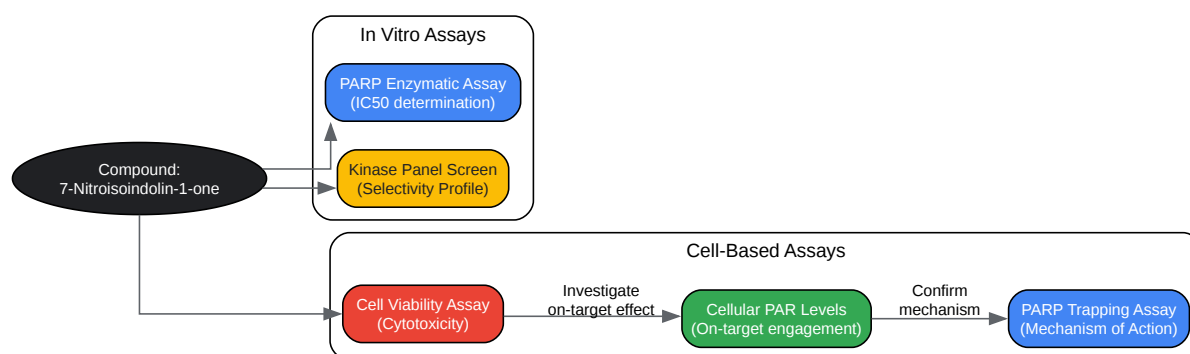 In Vitro Assays
PARP Enzymatic Assay
(IC50 determination)
Compound:
7-Nitroisoindolin-1-one
Kinase Panel Screen
(Selectivity Profile)
Cell-Based Assays
Cell Viability Assay
(Cytotoxicity)
Investigate
on-target effect
Cellular PAR Levels
(On-target engagement)
Confirm
mechanism
PARP Trapping Assay
(Mechanism of Action)